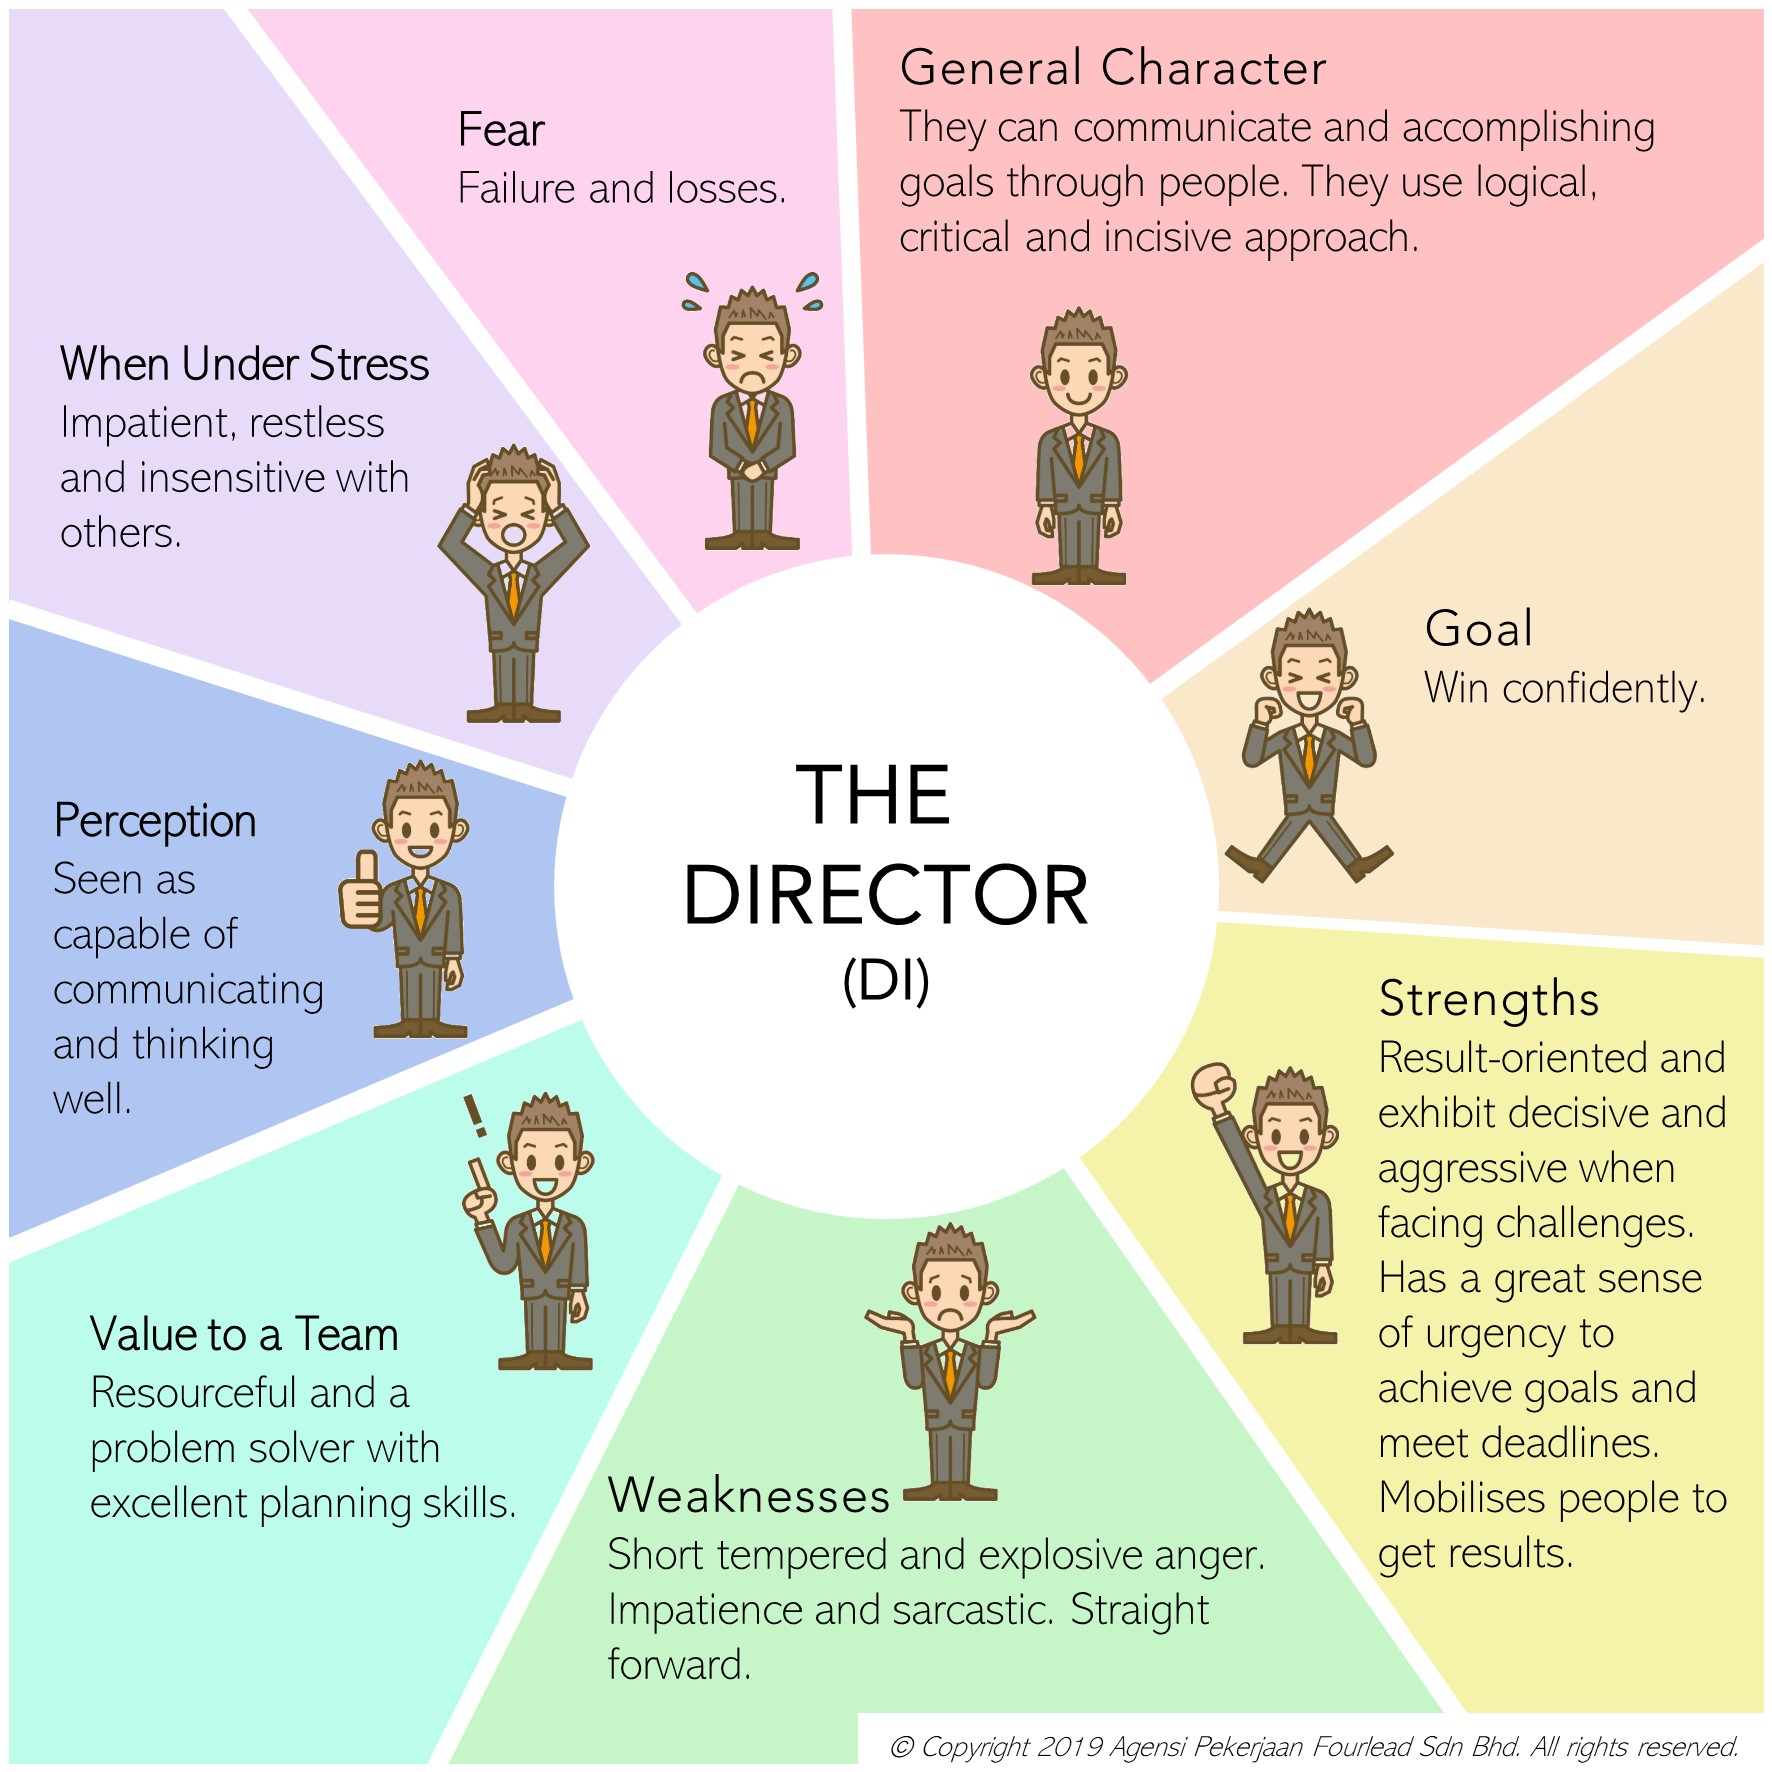 THE
DIRECTOR
(DI)
General Character
They can communicate and accomplishing
goals through people. They use logical,
critical and incisive approach.
Goal
Win confidently.
Strengths
Result-oriented and
exhibit decisive and
aggressive when
facing challenges.
Has a great sense
of urgency to
achieve goals and
meet deadlines.
Mobilises people to
get results.
Weaknesses
Short tempered and explosive anger.
Impatience and sarcastic. Straight
forward.
Value to a Team
Resourceful and a
problem solver with
excellent planning skills.
!
Perception
Seen as
capable of
communicating
and thinking
well.
When Under Stress
Impatient, restless
and insensitive with
others.
Fear
Failure and losses.
© Copyright 2019 Agensi Pekerjaan Fourlead Sdn Bhd. All rights reserved.